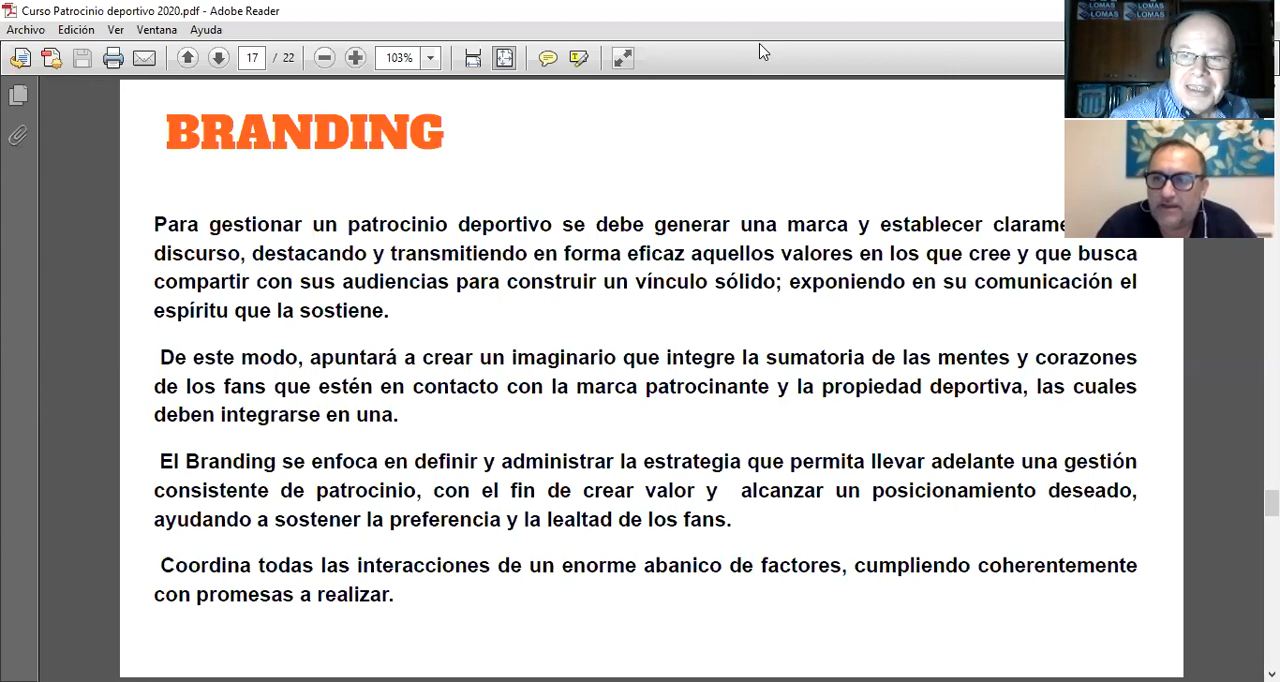 Curso Patrocinio deportivo 2020.pdf - Adobe Reader
Archivo Edición Ver Ventana Ayuda
17 / 22 103%
LOMAS LOMAS
LOMAS LOMAS
BRANDING
Para gestionar un patrocinio deportivo se debe generar una marca y establecer
discurso, destacando y transmitiendo en forma eficaz aquellos valores en los que cree y que busca
compartir con sus audiencias para construir un vínculo sólido; exponiendo en su comunicación el
espíritu que la sostiene.
De este modo, apuntará a crear un imaginario que integre la sumatoria de las mentes y corazones
de los fans que estén en contacto con la marca patrocinante y la propiedad deportiva, las cuales
deben integrarse en una.
El Branding se enfoca en definir y administrar la estrategia que permita llevar adelante una gestión
consistente de patrocinio, con el fin de crear valor y alcanzar un posicionamiento deseado,
ayudando a sostener la preferencia y la lealtad de los fans.
Coordina todas las interacciones de un enorme abanico de factores, cumpliendo coherentemente
con promesas a realizar.